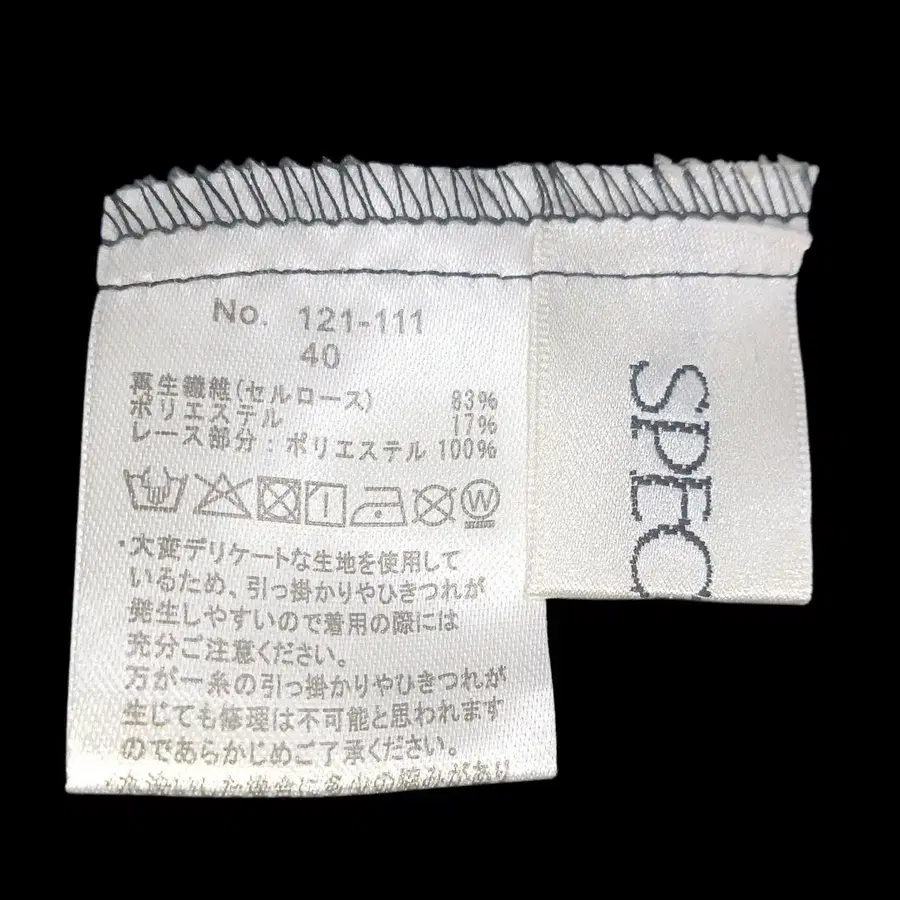 No. 121-111
40
再生繊維(セルロース) 83%
ポリエステル 17%
レース部分:ポリエステル 100%
W
・大変デリケートな生地を使用して
いるため、引っ掛かりやひきつれが
発生しやすいので着用の際には
充分ご注意ください。
万が一糸の引っ掛かりやひきつれが
生じても修理は不可能と思われます
のであらかじめご了承ください。
SPEC